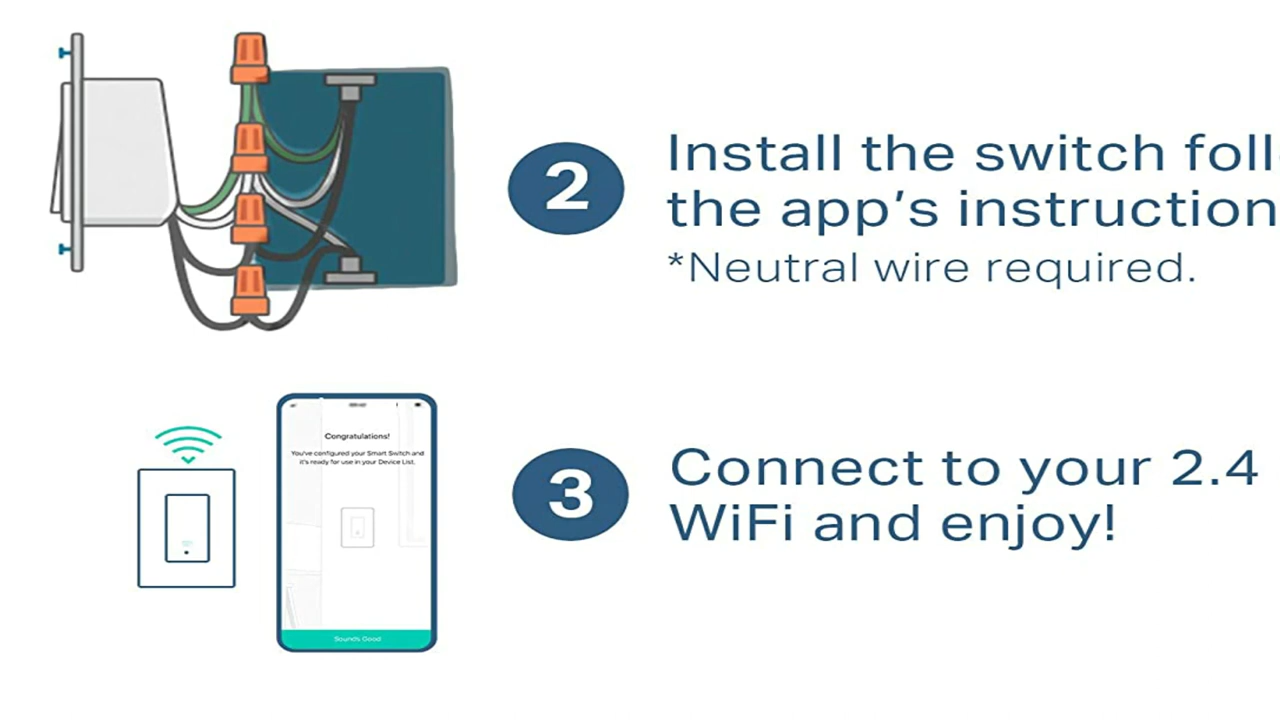 2
Install the switch foll
the app's instruction
*Neutral wire required.
Congratulations!
You've configured your Smart Switch and
it's ready for use in your Device List.
Sounds Good
3
Connect to your 2.4
WiFi and enjoy!